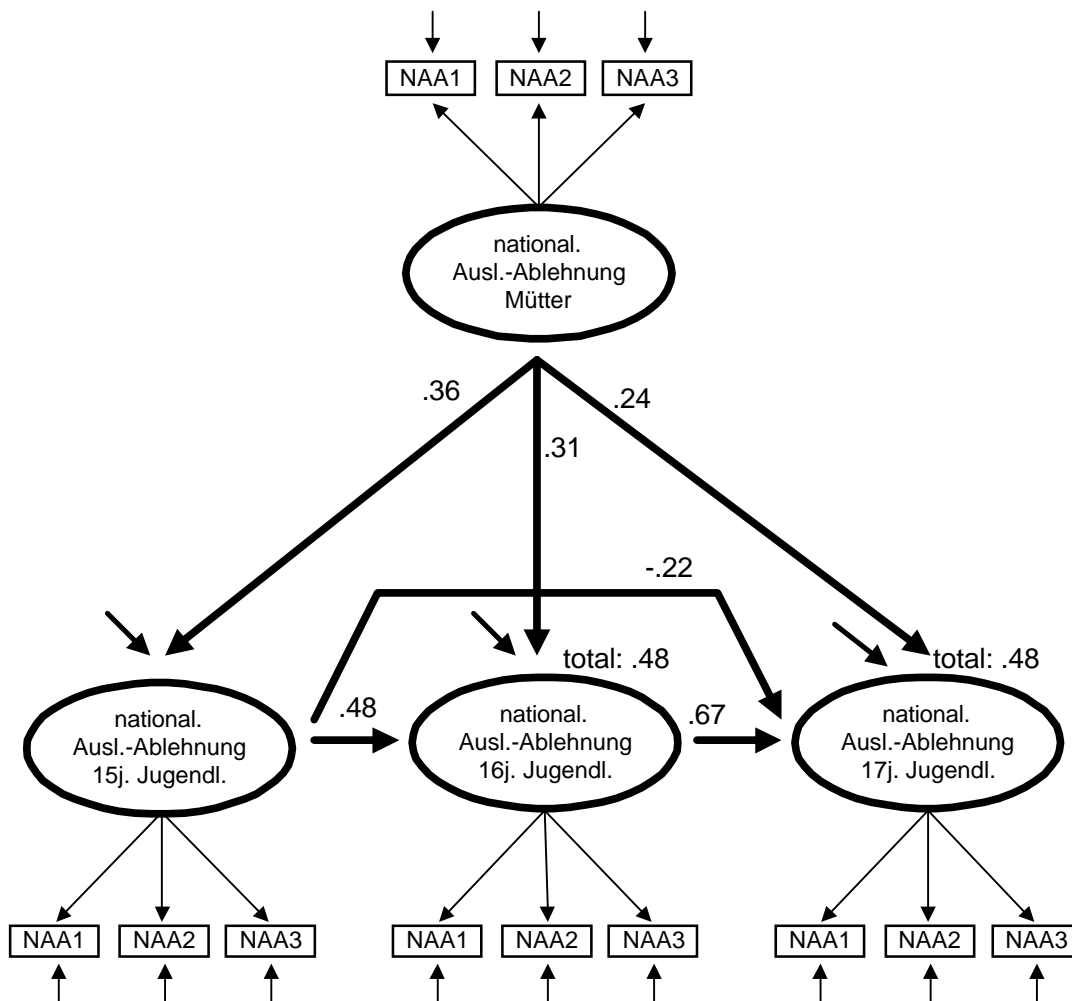 NAA1 NAA2 NAA3
national.
Ausl.-Ablehnung
Mütter
.36
.24
.31
-.22
total: .48
total: .48
.48
.67
national.
Ausl.-Ablehnung
15j. Jugendl.
national.
Ausl.-Ablehnung
16j. Jugendl.
national.
Ausl.-Ablehnung
17j. Jugendl.
NAA1 NAA2 NAA3
NAA1 NAA2 NAA3
NAA1 NAA2 NAA3